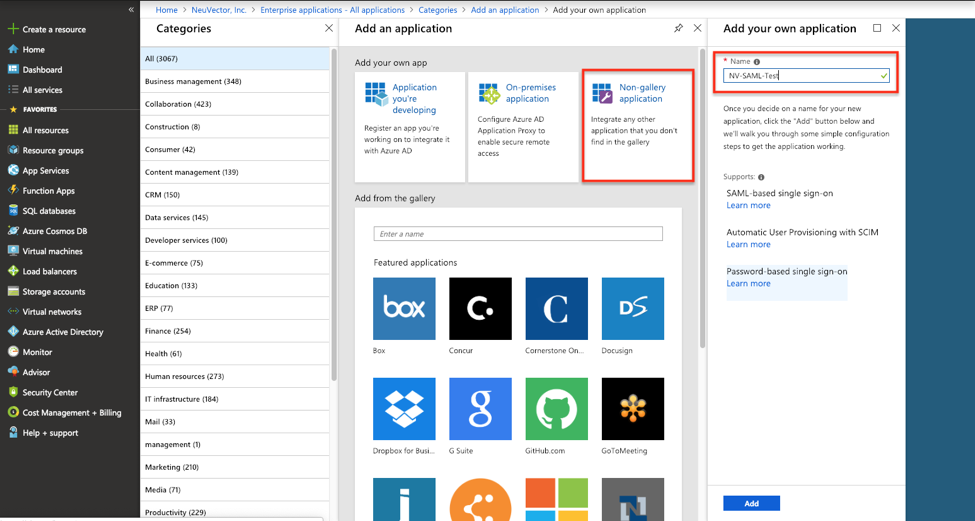 Home > NeuVector, Inc. > Enterprise applications - All applications > Categories > Add an application > Add your own application
«
Create a resource
Home
Dashboard
All services
FAVORITES
All resources
Resource groups
App Services
Function Apps
SQL databases
Azure Cosmos DB
Virtual machines
Load balancers
Storage accounts
Virtual networks
Azure Active Directory
Monitor
Advisor
Security Center
Cost Management + Billing
Help + support
Categories
All (3067)
Business management (348)
Collaboration (423)
Construction (8)
Consumer (42)
Content management (139)
CRM (150)
Data services (145)
Developer services (100)
E-commerce (75)
Education (133)
ERP (77)
Finance (254)
Health (61)
Human resources (273)
IT infrastructure (184)
Mail (33)
management (1)
Marketing (210)
Media (71)
Productivity (229)
Add an application
Add your own app
Application
you're
developing
Register an app you're
working on to integrate it
with Azure AD
On-premises
application
Configure Azure AD
Application Proxy to
enable secure remote
access
Non-gallery
application
Integrate any other
application that you don't
find in the gallery
Add from the gallery
Enter a name
Featured applications
box
C
DS
Box
Concur
Cornerstone On...
Docusign
g
Dropbox for Busi...
G Suite
GitHub.com
GoToMeeting
Add your own application
* Name
NV-SAML-Test
Once you decide on a name for your new
application, click the "Add" button below and
we'll walk you through some simple configuration
steps to get the application working.
Supports:
SAML-based single sign-on
Learn more
Automatic User Provisioning with SCIM
Learn more
Password-based single sign-on
Learn more
Add